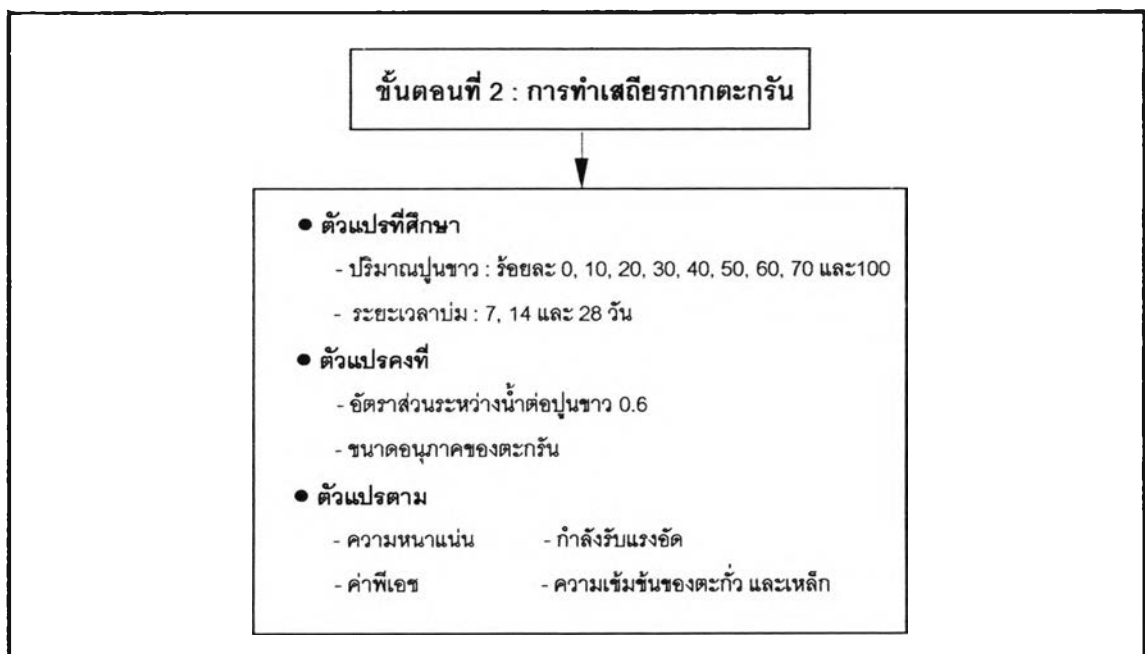 ขั้นตอนที่ 2 : การทำเสถียรกากตะกรัน
● ตัวแปรที่ศึกษา
- ปริมาณปูนขาว : ร้อยละ 0, 10, 20, 30, 40, 50, 60, 70 และ100
- ระยะเวลาบ่ม : 7, 14 และ 28 วัน
● ตัวแปรคงที่
- อัตราส่วนระหว่างน้ำต่อปูนขาว 0.6
- ขนาดอนุภาคของตะกรัน
● ตัวแปรตาม
- ความหนาแน่น - กำลังรับแรงอัด
- ค่าพีเอช - ความเข้มข้นของตะกั่ว และเหล็ก